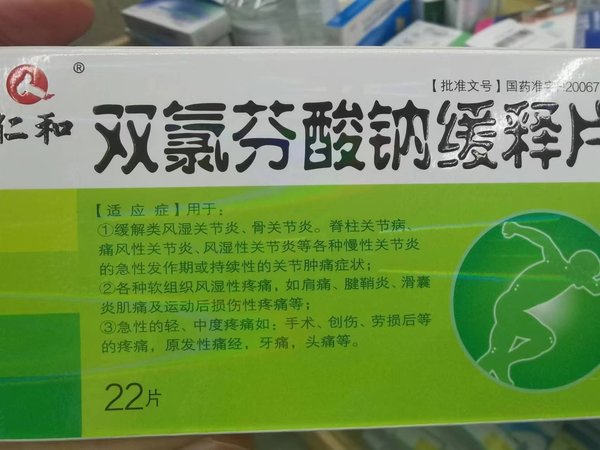 ®
【批准文号】国药准字H20067
仁和
双氯芬酸钠缓释片
【适应症】用于：
①缓解类风湿关节炎、骨关节炎。脊柱关节病、
痛风性关节炎、风湿性关节炎等各种慢性关节炎
的急性发作期或持续性的关节肿痛症状；
②各种软组织风湿性疼痛，如肩痛、腱鞘炎、滑囊
炎肌痛及运动后损伤性疼痛等；
③急性的轻、中度疼痛如：手术、创伤、劳损后等
的疼痛，原发性痛经，牙痛，头痛等。
22片